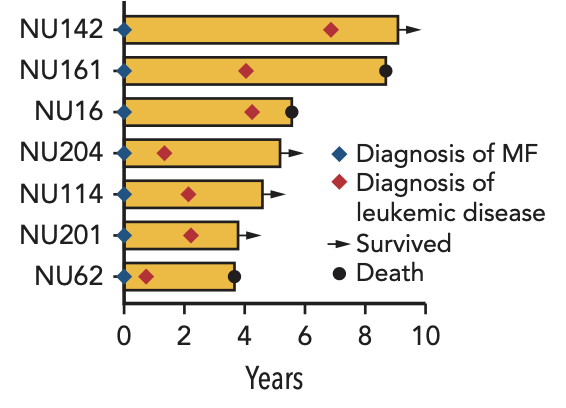 NU142
NU161
NU16
NU204
NU114
NU201
NU62
Diagnosis of MF
Diagnosis of
leukemic disease
Survived
Death
0 2 4 6 8 10
Years